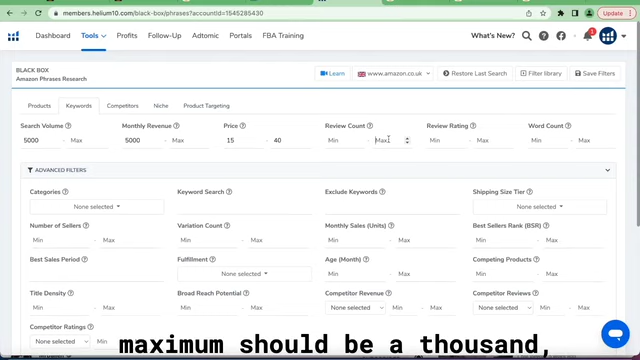 members.helium10.com/black-box/phrases?accountId=1545285430
Update
Dashboard Tools Profits Follow-Up Adtomic Portals FBA Training What's New?
1
BLACK BOX
Amazon Phrases Research
Learn www.amazon.co.uk Restore Last Search Filter library Save Filters
Products Keywords Competitors Niche Product Targeting
Search Volume Monthly Revenue Price Review Count Review Rating Word Count
5000 - Max 5000 - Max 15 - 40 Min - Max Min - Max Min - Max
ADVANCED FILTERS
Categories Keyword Search Exclude Keywords Shipping Size Tier
None selected None selected
Number of Sellers Variation Count Monthly Sales (Units) Best Sellers Rank (BSR)
Min - Max Min - Max Min - Max Min - Max
Best Sales Period Fulfillment Age (Month) Competing Products
None selected Min - Max Min - Max
Title Density Broad Reach Potential Competitor Revenue Competitor Reviews
Min - Max Min - Max None selected Min - Max None selected Min - Max
Competitor Ratings
None selected Min
maximum should be a thousand,